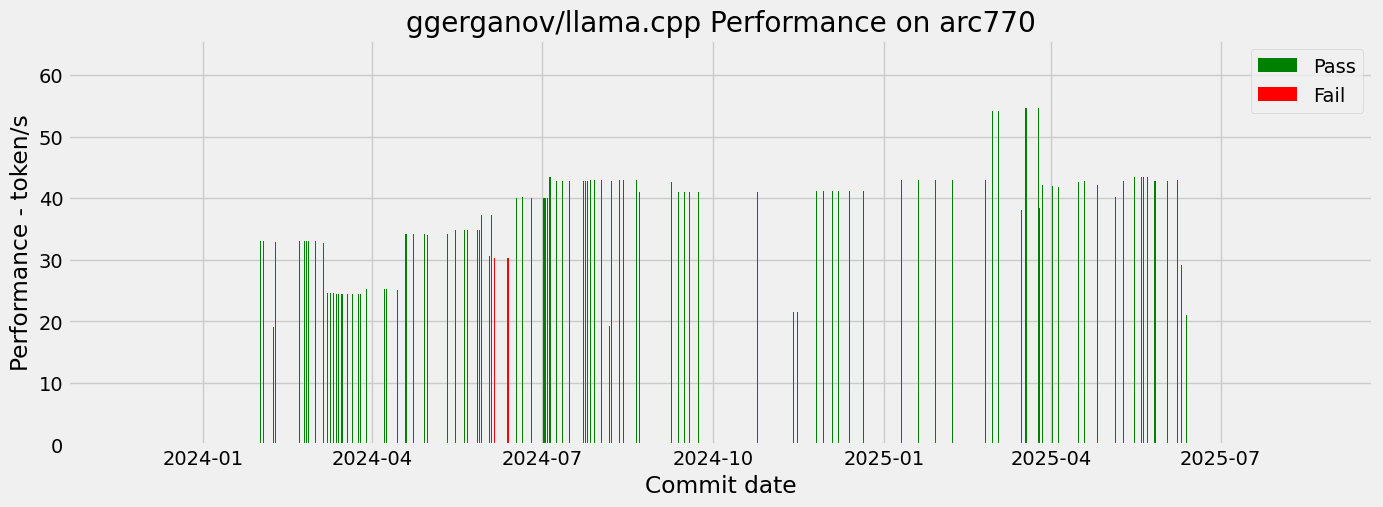 ggerganov/llama.cpp Performance on arc770
Pass
Fail
Performance - token/s
60
50
40
30
20
10
0
2024-01 2024-04 2024-07 2024-10 2025-01 2025-04 2025-07
Commit date